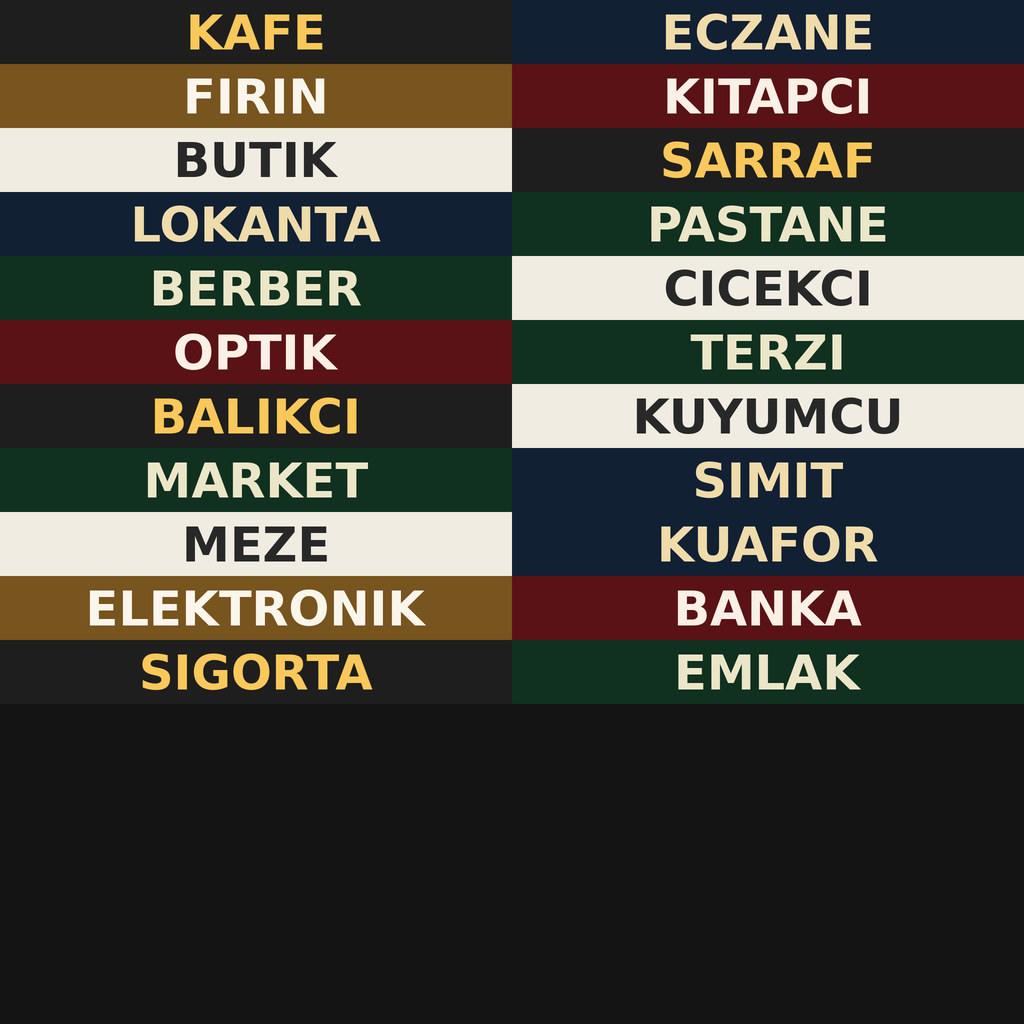 KAFE
ECZANE
FIRIN
KITAPCI
BUTIK
SARRAF
LOKANTA
PASTANE
BERBER
CICEKCI
OPTIK
TERZI
BALIKCI
KUYUMCU
MARKET
SIMIT
MEZE
KUAFOR
ELEKTRONIK
BANKA
SIGORTA
EMLAK